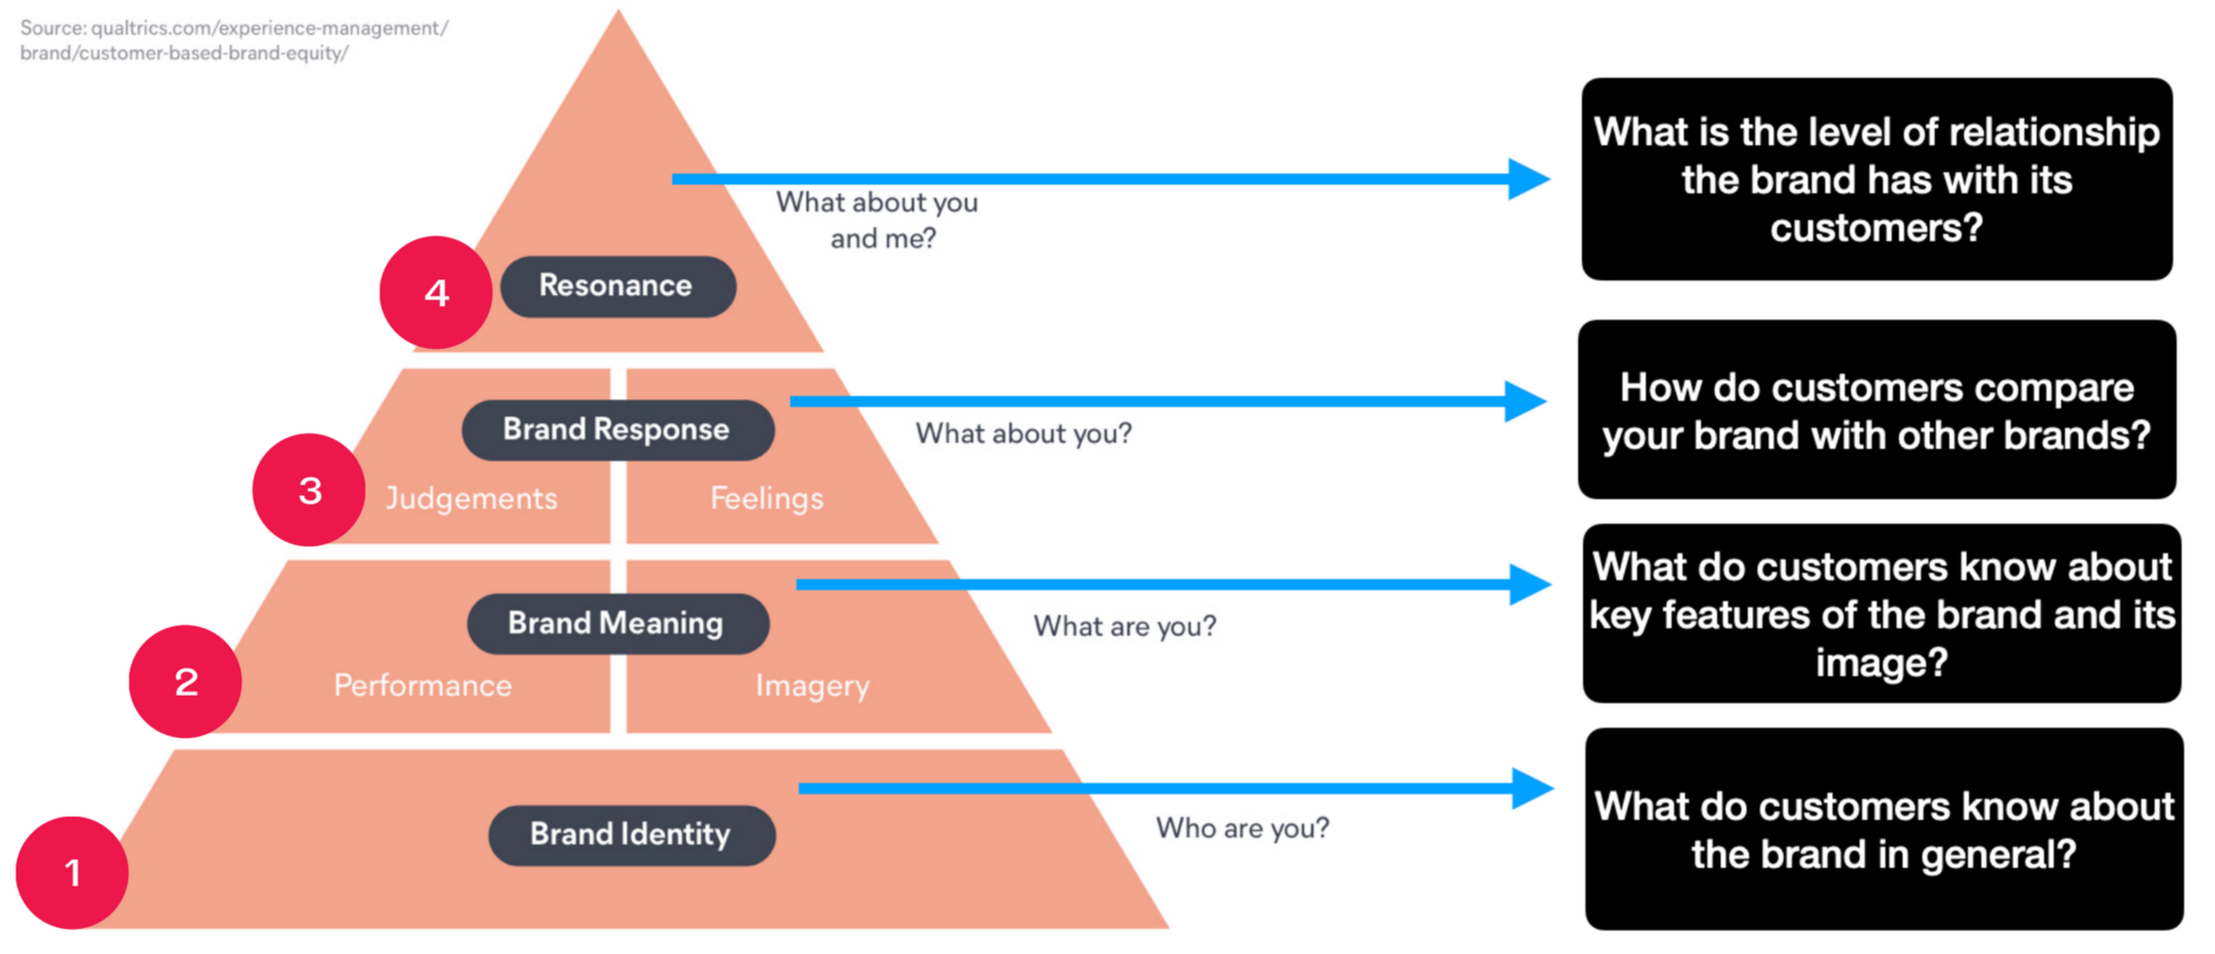 Source: qualtrics.com/experience-management/
brand/customer-based-brand-equity/
What about you
and me?
4
Resonance
What is the level of relationship
the brand has with its
customers?
Brand Response
What about you?
3
Judgements
Feelings
How do customers compare
your brand with other brands?
Brand Meaning
What are you?
2
Performance
Imagery
What do customers know about
key features of the brand and its
image?
Brand Identity
Who are you?
1
What do customers know about
the brand in general?